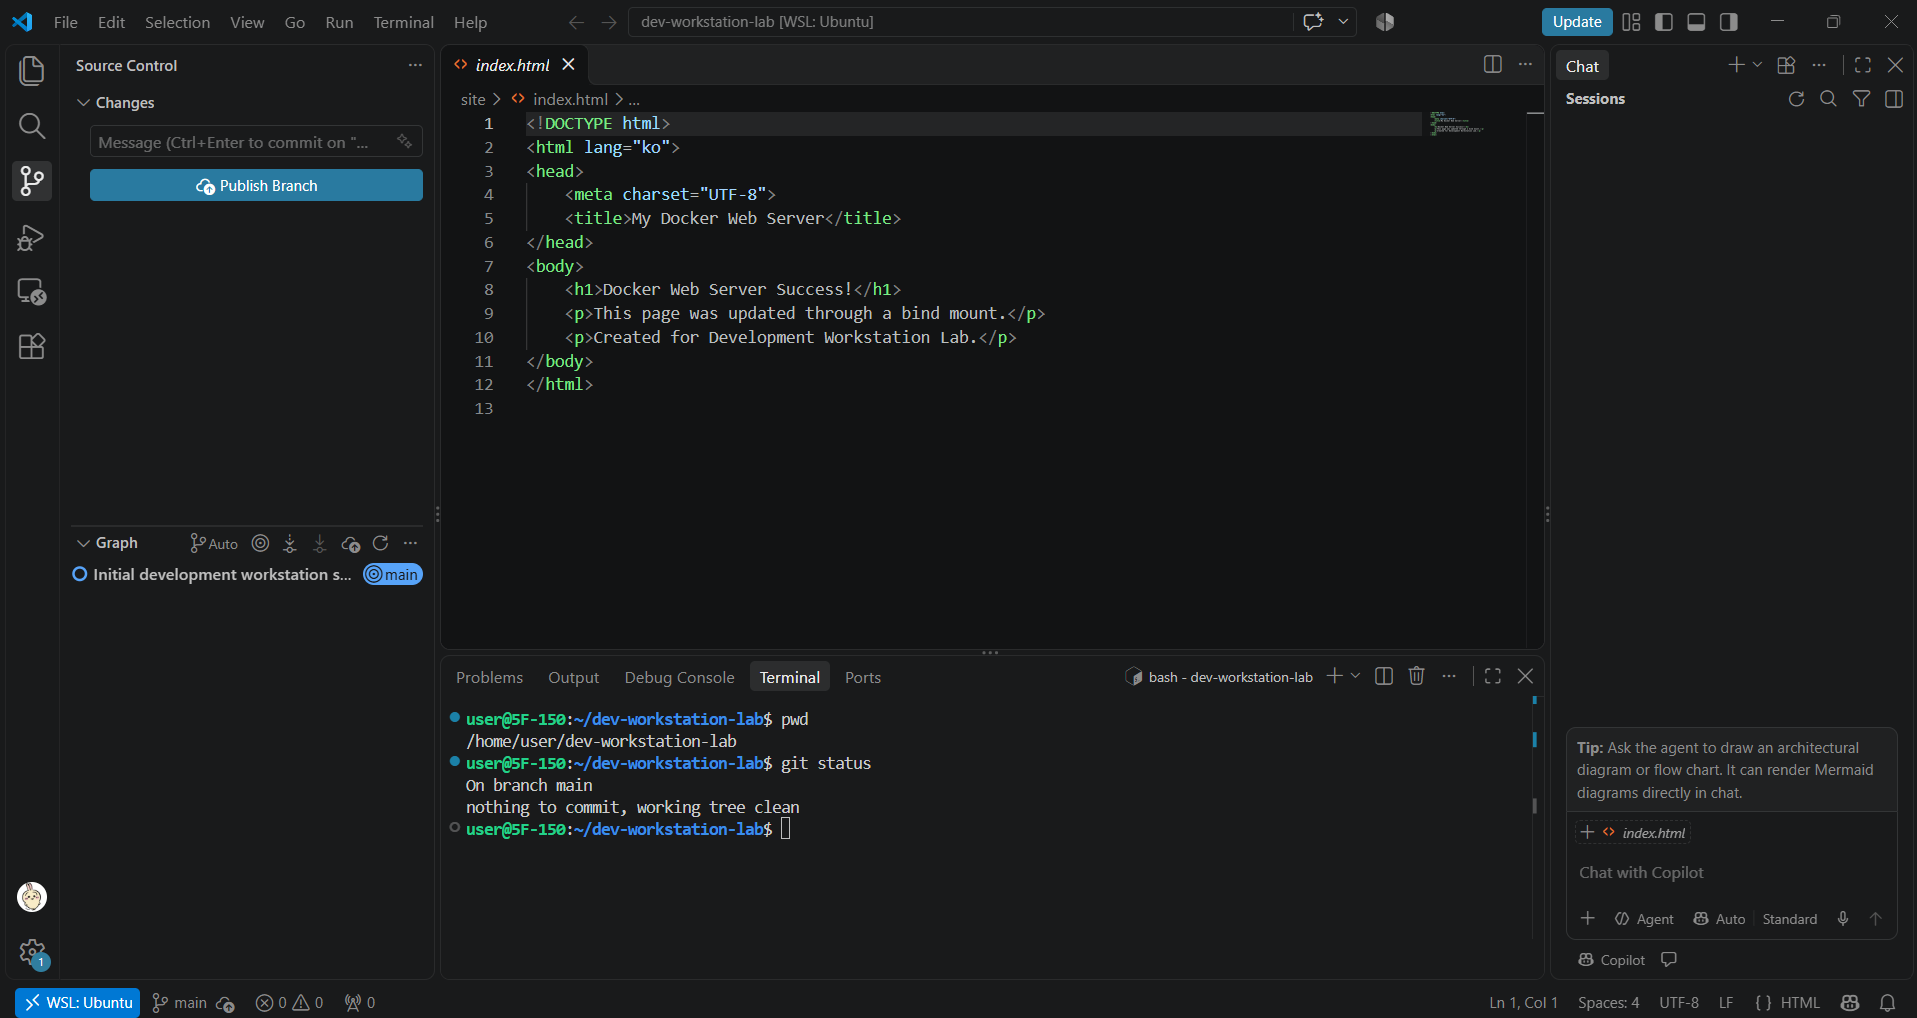 File Edit Selection View Go Run Terminal Help
dev-workstation-lab [WSL: Ubuntu]
Update
Source Control
Changes
Message (Ctrl+Enter to commit on "...
Publish Branch
Graph
Auto
Initial development workstation s...
main
index.html
site > index.html > ...
1 <!DOCTYPE html>
2 <html lang="ko">
3 <head>
4 <meta charset="UTF-8">
5 <title>My Docker Web Server</title>
6 </head>
7 <body>
8 <h1>Docker Web Server Success!</h1>
9 <p>This page was updated through a bind mount.</p>
10 <p>Created for Development Workstation Lab.</p>
11 </body>
12 </html>
13
Problems Output Debug Console Terminal Ports
bash - dev-workstation-lab
user@5F-150:~/dev-workstation-lab$ pwd
/home/user/dev-workstation-lab
user@5F-150:~/dev-workstation-lab$ git status
On branch main
nothing to commit, working tree clean
user@5F-150:~/dev-workstation-lab$
Chat
Sessions
Tip: Ask the agent to draw an architectural
diagram or flow chart. It can render Mermaid
diagrams directly in chat.
index.html
Chat with Copilot
Agent Auto Standard
Copilot
1
WSL: Ubuntu main 0 0 0
Ln 1, Col 1 Spaces: 4 UTF-8 LF { } HTML